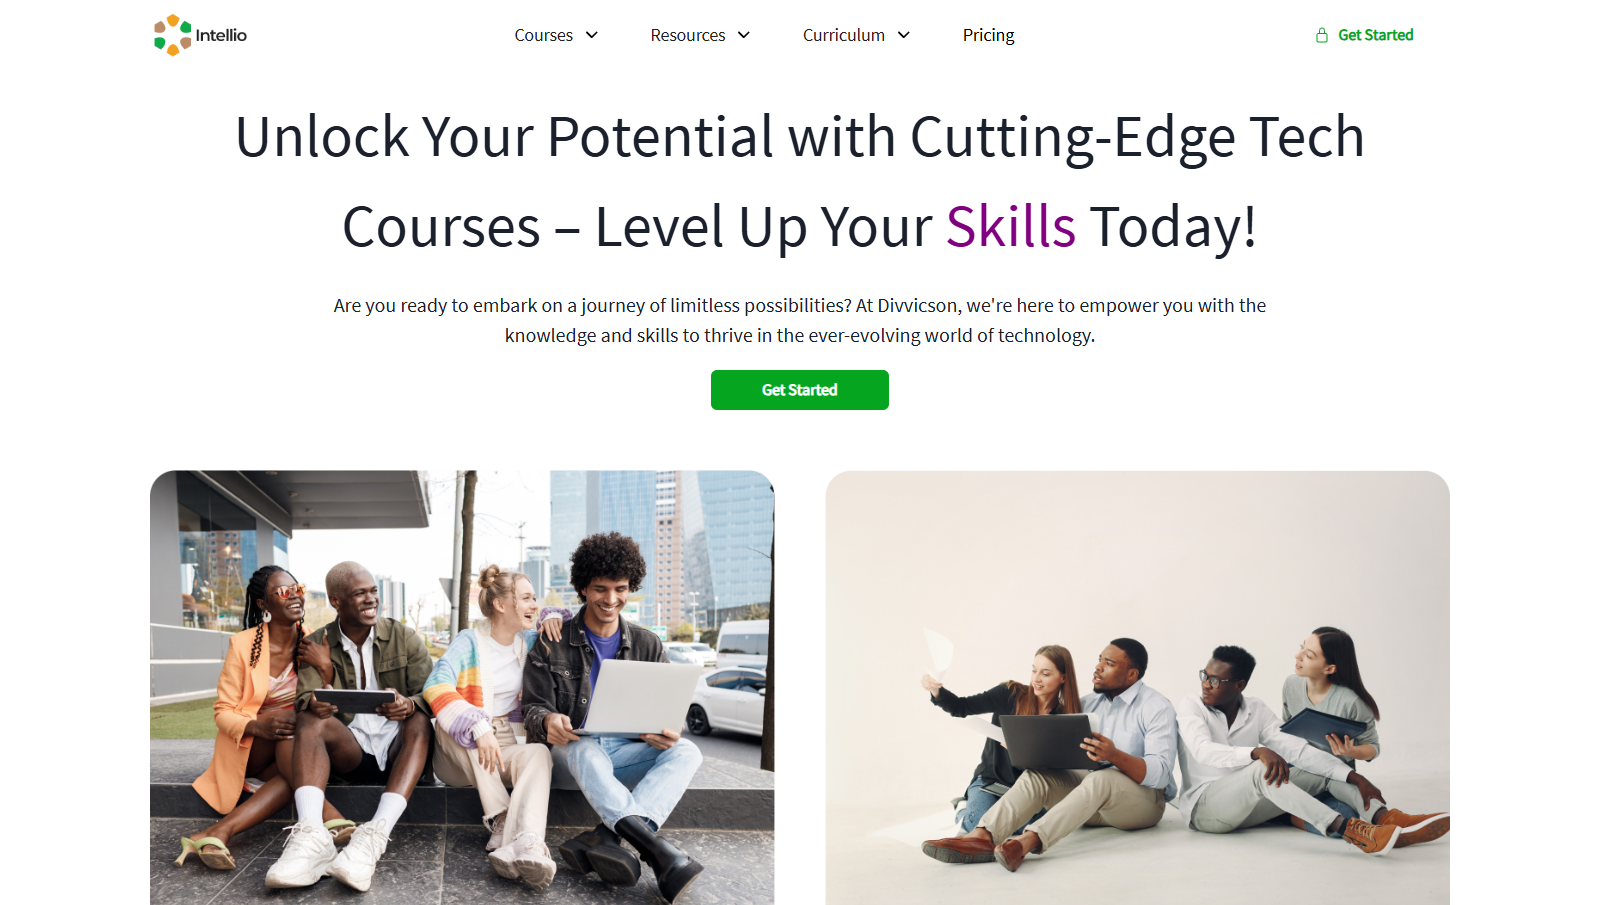 Intellio
Courses
Resources
Curriculum
Pricing
Get Started
Unlock Your Potential with Cutting-Edge Tech
Courses – Level Up Your Skills Today!
Are you ready to embark on a journey of limitless possibilities? At Divvicson, we're here to empower you with the
knowledge and skills to thrive in the ever-evolving world of technology.
Get Started